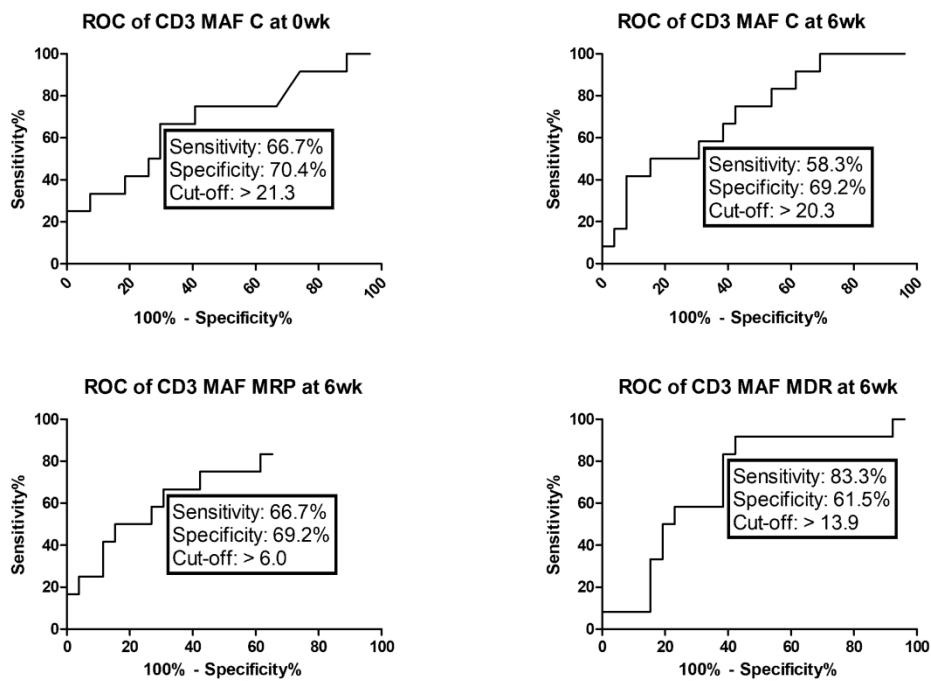 ROC of CD3 MAF C at 0wk
100
80
60
40
20
0
Sensitivity%
Sensitivity: 66.7%
Specificity: 70.4%
Cut-off: > 21.3
0
20
40
60
80
100
100% - Specificity%
ROC of CD3 MAF C at 6wk
100
80
60
40
20
0
Sensitivity%
Sensitivity: 58.3%
Specificity: 69.2%
Cut-off: > 20.3
0
20
40
60
80
100
100% - Specificity%
ROC of CD3 MAF MRP at 6wk
100
80
60
40
20
0
Sensitivity%
Sensitivity: 66.7%
Specificity: 69.2%
Cut-off: > 6.0
0
20
40
60
80
100
100% - Specificity%
ROC of CD3 MAF MDR at 6wk
100
80
60
40
20
0
Sensitivity%
Sensitivity: 83.3%
Specificity: 61.5%
Cut-off: > 13.9
0
20
40
60
80
100
100% - Specificity%